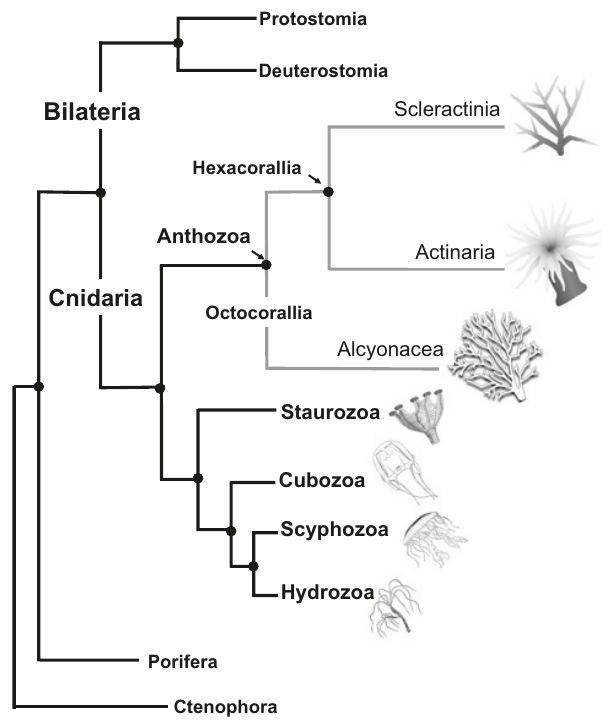 Protostomia
Deuterostomia
Bilateria
Scleractinia
Hexacorallia
Anthozoa
Actinaria
Cnidaria
Octocorallia
Alcyonacea
Staurozoa
Cubozoa
Scyphozoa
Hydrozoa
Porifera
Ctenophora